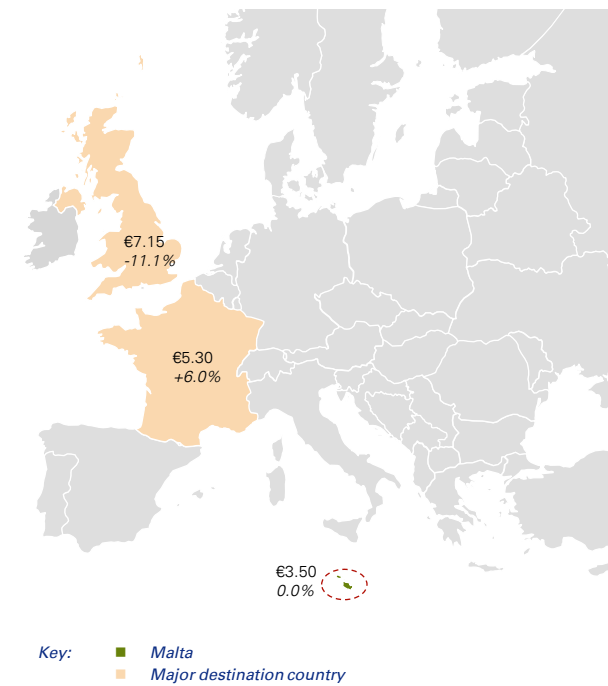 €7.15
-11.1%
€5.30
+6.0%
€3.50
0.0%
Key:
Malta
Major destination country